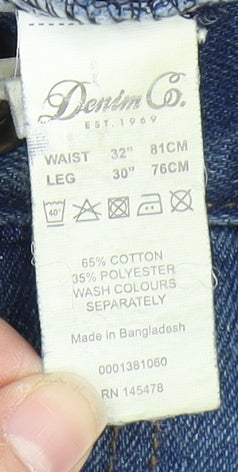 Denim Co.
EST. 1969
WAIST 32" 81CM
LEG 30" 76CM
40°
65% COTTON
35% POLYESTER
WASH COLOURS
SEPARATELY
Made in Bangladesh
0001381060
RN 145478